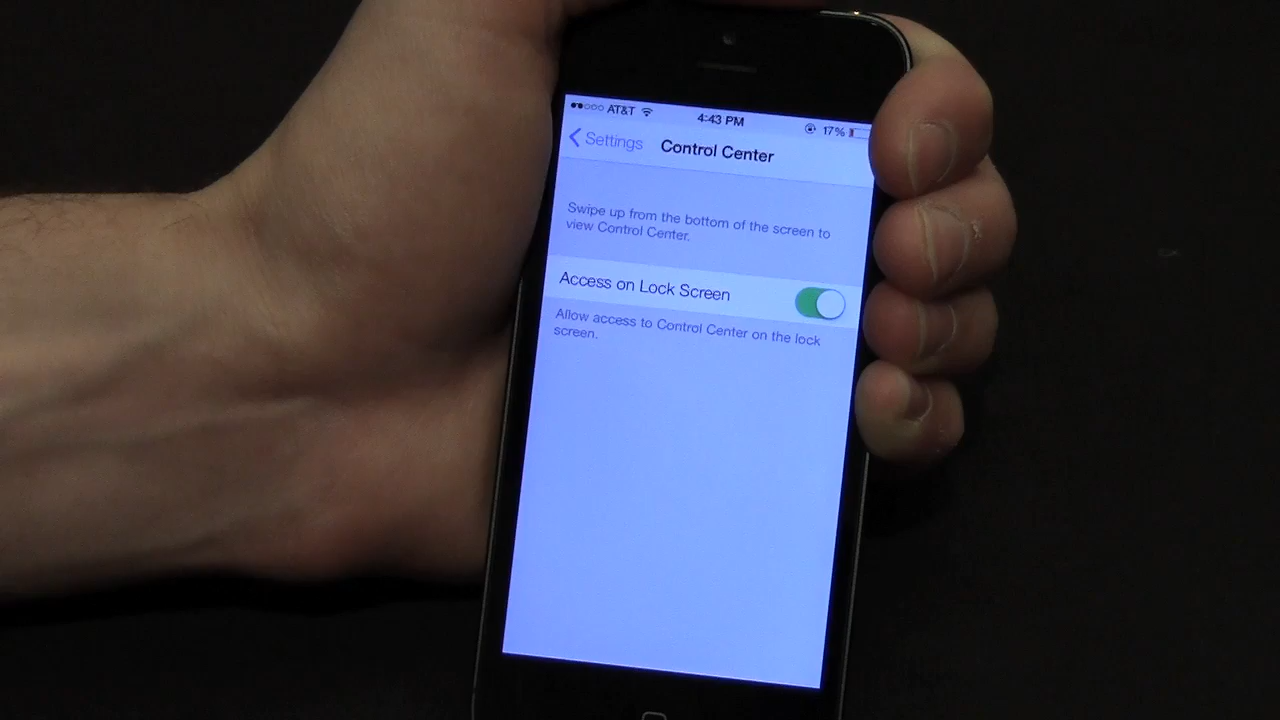 AT&T 4:43 PM 17%
Settings Control Center
Swipe up from the bottom of the screen to
view Control Center.
Access on Lock Screen
Allow access to Control Center on the lock
screen.